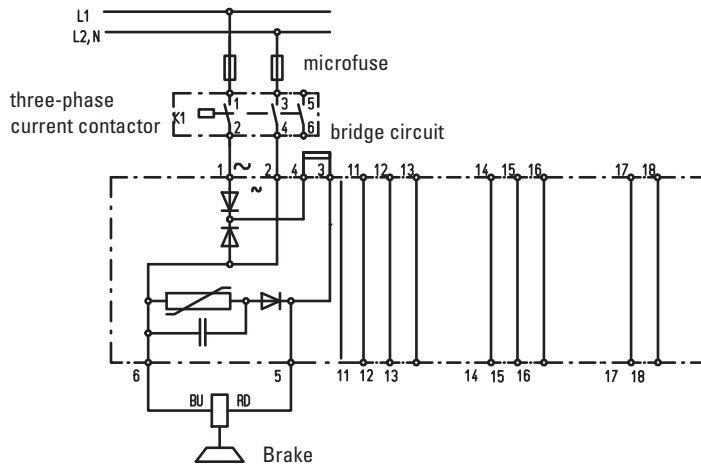 L1
L2,N
microfuse
three-phase
current contactor
K1
1 3 5
2 4 6
bridge circuit
1 ~ 2 4 3 11 12 13 14 15 16 17 18
~
6 5 11 12 13 14 15 16 17 18
BU RD
Brake